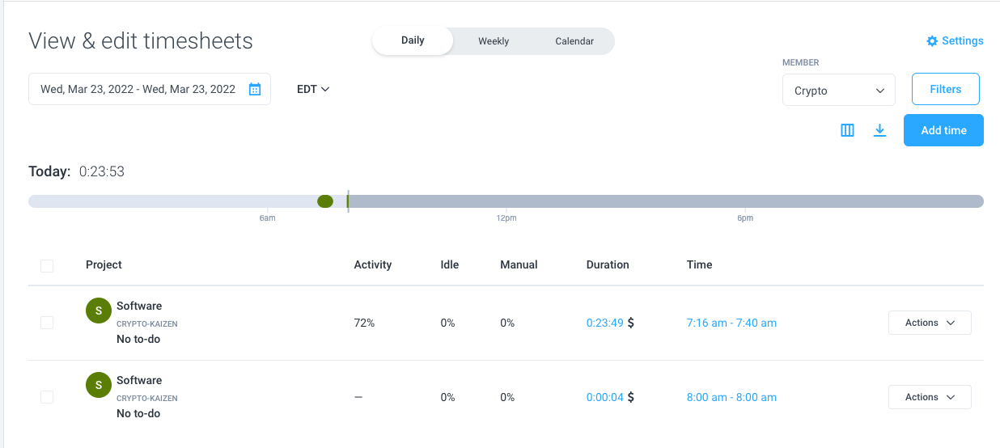 View & edit timesheets
Daily
Weekly
Calendar
Settings
MEMBER
Wed, Mar 23, 2022 - Wed, Mar 23, 2022
EDT
Crypto
Filters
Add time
Today: 0:23:53
6am
12pm
6pm
Project Activity Idle Manual Duration Time
S
Software
CRYPTO-KAIZEN
No to-do
72% 0% 0% 0:23:49 $ 7:16 am - 7:40 am
Actions
S
Software
CRYPTO-KAIZEN
No to-do
— 0% 0% 0:00:04 $ 8:00 am - 8:00 am
Actions